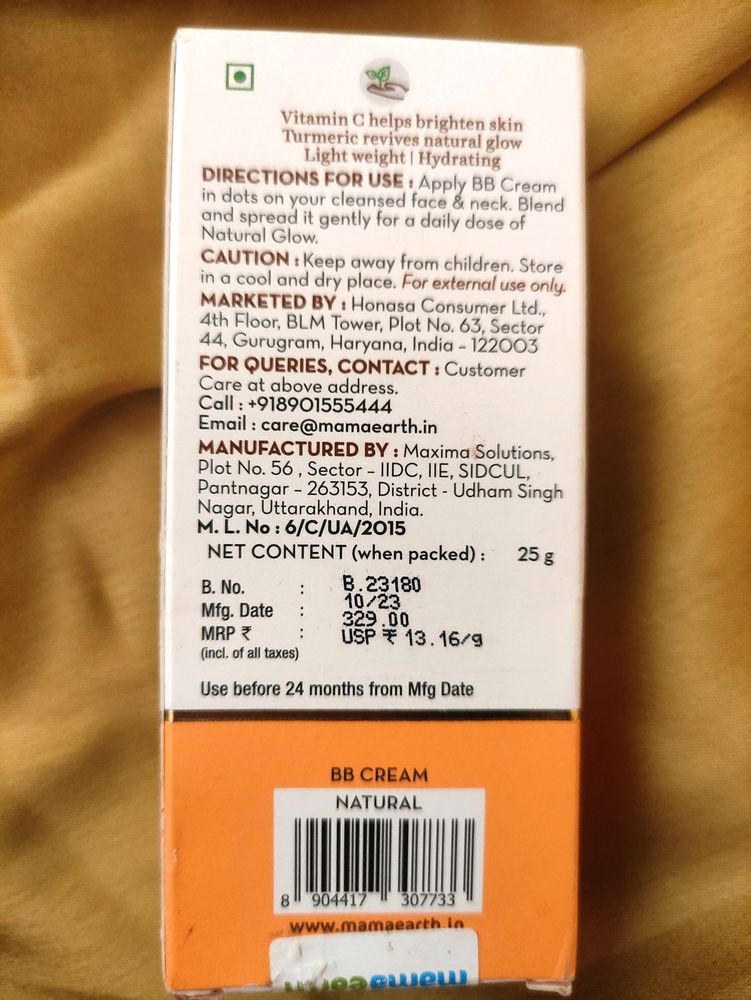 Vitamin C helps brighten skin
Turmeric revives natural glow
Light weight | Hydrating
DIRECTIONS FOR USE : Apply BB Cream
in dots on your cleansed face & neck. Blend
and spread it gently for a daily dose of
Natural Glow.
CAUTION : Keep away from children. Store
in a cool and dry place. For external use only.
MARKETED BY : Honasa Consumer Ltd.,
4th Floor, BLM Tower, Plot No. 63, Sector
44, Gurugram, Haryana, India - 122003
FOR QUERIES, CONTACT : Customer
Care at above address.
Call : +918901555444
Email : care@mamaearth.in
MANUFACTURED BY : Maxima Solutions,
Plot No. 56 , Sector - IIDC, IIE, SIDCUL,
Pantnagar - 263153, District - Udham Singh
Nagar, Uttarakhand, India.
M. L. No : 6/C/UA/2015
NET CONTENT (when packed) : 25 g
B. No. : B.23180
Mfg. Date : 10/23
MRP ₹ : 329.00
(incl. of all taxes) USP ₹ 13.16/g
Use before 24 months from Mfg Date
BB CREAM
NATURAL
8 904417 307733
www.mamaearth.in
mamaearth